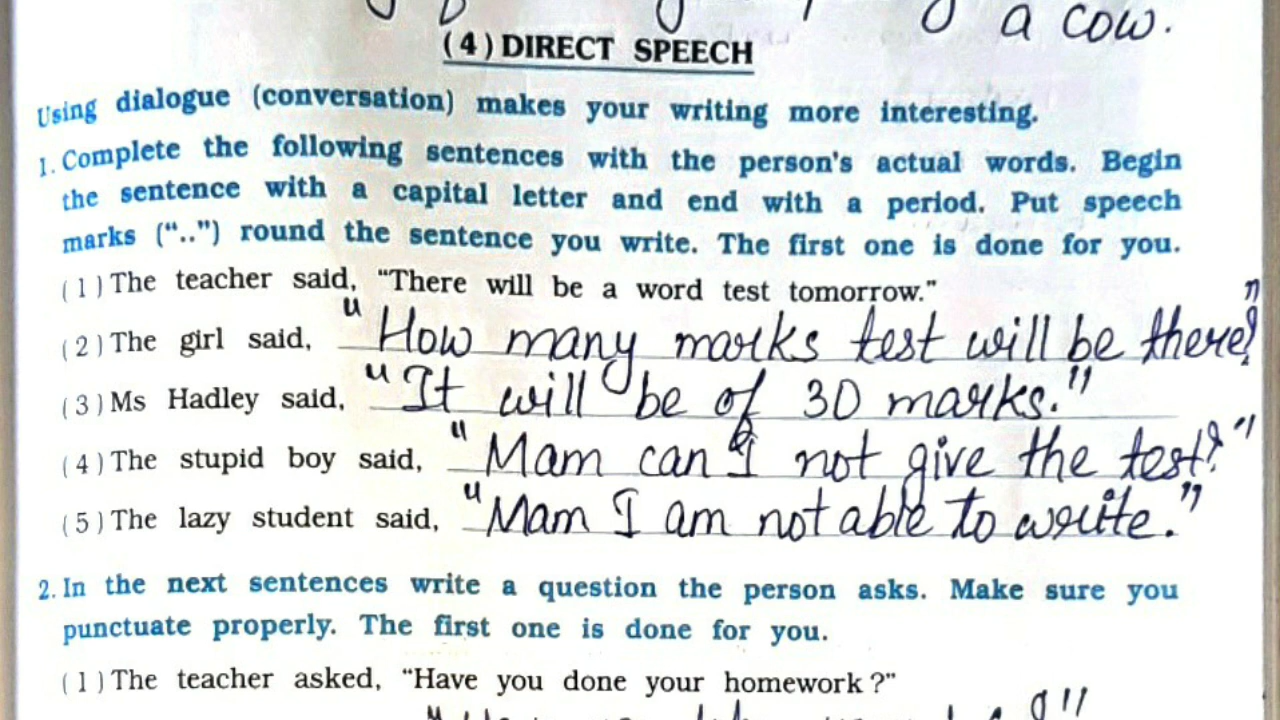 a cow.
(4) DIRECT SPEECH
Using dialogue (conversation) makes your writing more interesting.
1. Complete the following sentences with the person's actual words. Begin
the sentence with a capital letter and end with a period. Put speech
marks (“..”) round the sentence you write. The first one is done for you.
(1) The teacher said, “There will be a word test tomorrow.”
(2) The girl said, "How many marks test will be there?"
(3) Ms Hadley said, "It will be of 30 marks."
(4) The stupid boy said, "Mam can I not give the test?"
(5) The lazy student said, "Mam I am not able to write."
2. In the next sentences write a question the person asks. Make sure you
punctuate properly. The first one is done for you.
(1) The teacher asked, “Have you done your homework?”